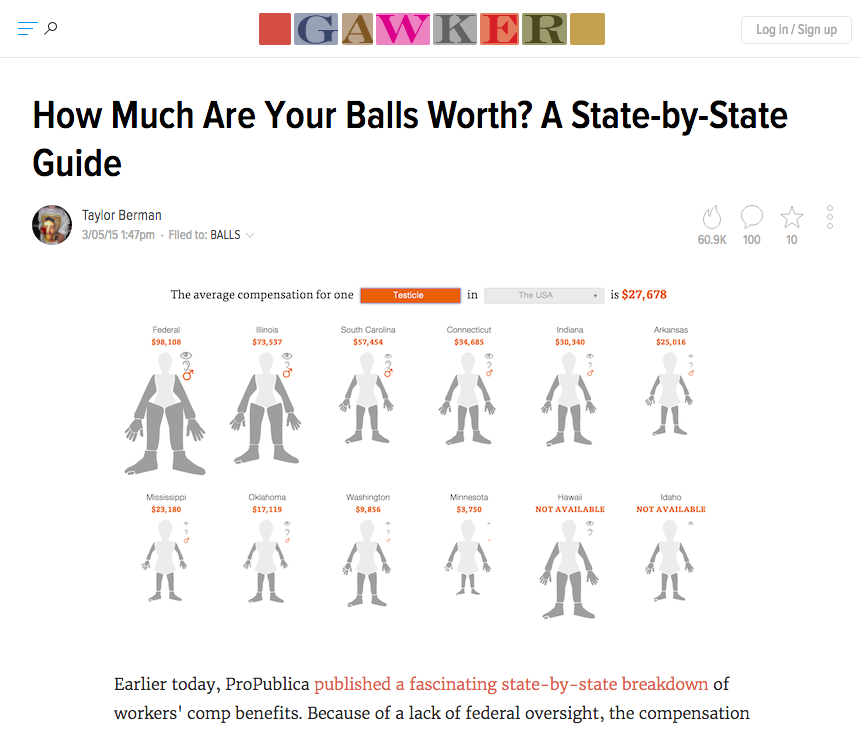 GAWKER
Log in / Sign up
How Much Are Your Balls Worth? A State-by-State
Guide
Taylor Berman
3/05/15 1:47pm · Filed to: BALLS
60.9K 100 10
The average compensation for one Testicle in The USA is $27,678
Federal Illinois South Carolina Connecticut Indiana Arkansas
$98,108 $73,537 $57,454 $34,685 $30,340 $25,016
Mississippi Oklahoma Washington Minnesota Hawaii Idaho
$23,180 $17,119 $9,856 $3,750 NOT AVAILABLE NOT AVAILABLE
Earlier today, ProPublica published a fascinating state-by-state breakdown of
workers' comp benefits. Because of a lack of federal oversight, the compensation